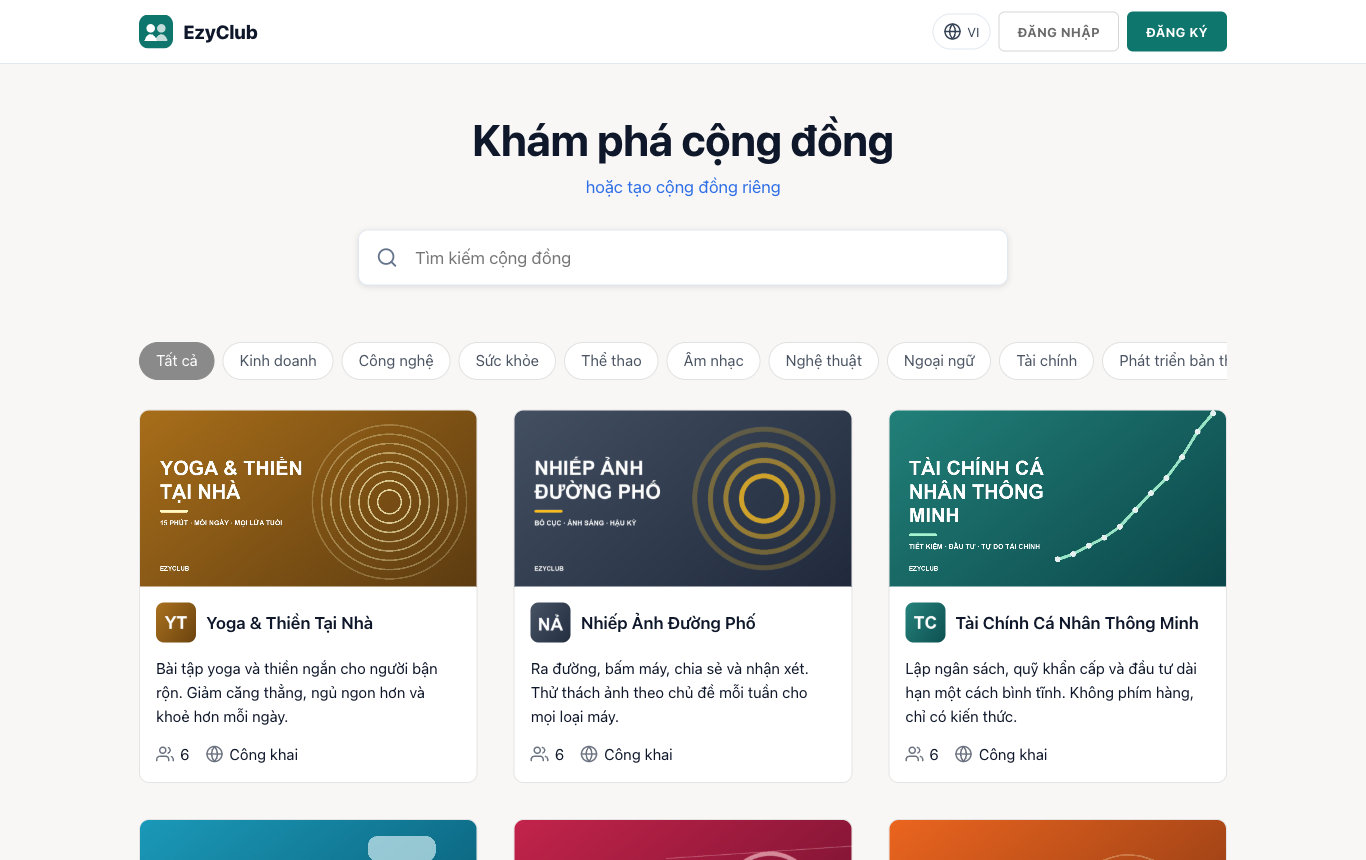 EzyClub
VI
ĐĂNG NHẬP
ĐĂNG KÝ
Khám phá cộng đồng
hoặc tạo cộng đồng riêng
Tìm kiếm cộng đồng
Tất cả
Kinh doanh
Công nghệ
Sức khỏe
Thể thao
Âm nhạc
Nghệ thuật
Ngoại ngữ
Tài chính
Phát triển bản th
YOGA & THIỀN
TẠI NHÀ
15 PHÚT · MỖI NGÀY · MỌI LỨA TUỔI
EZYCLUB
YT
Yoga & Thiền Tại Nhà
Bài tập yoga và thiền ngắn cho người bận
rộn. Giảm căng thẳng, ngủ ngon hơn và
khoẻ hơn mỗi ngày.
6
Công khai
NHIẾP ẢNH
ĐƯỜNG PHỐ
BỐ CỤC · ÁNH SÁNG · HẬU KỲ
EZYCLUB
NẢ
Nhiếp Ảnh Đường Phố
Ra đường, bấm máy, chia sẻ và nhận xét.
Thử thách ảnh theo chủ đề mỗi tuần cho
mọi loại máy.
6
Công khai
TÀI CHÍNH CÁ
NHÂN THÔNG
MINH
TIẾT KIỆM · ĐẦU TƯ · TỰ DO TÀI CHÍNH
EZYCLUB
TC
Tài Chính Cá Nhân Thông Minh
Lập ngân sách, quỹ khẩn cấp và đầu tư dài
hạn một cách bình tĩnh. Không phím hàng,
chỉ có kiến thức.
6
Công khai